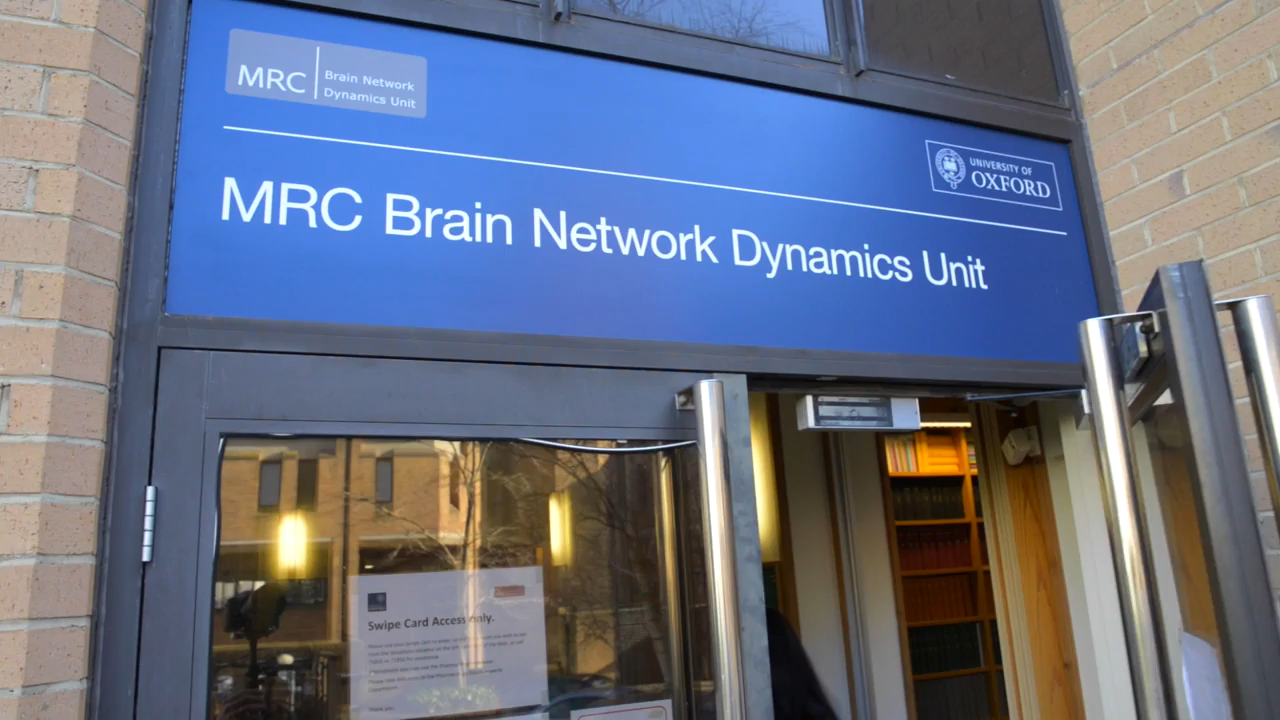 MRC
Brain Network
Dynamics Unit
UNIVERSITY OF
OXFORD
MRC Brain Network Dynamics Unit
Swipe Card Access only.